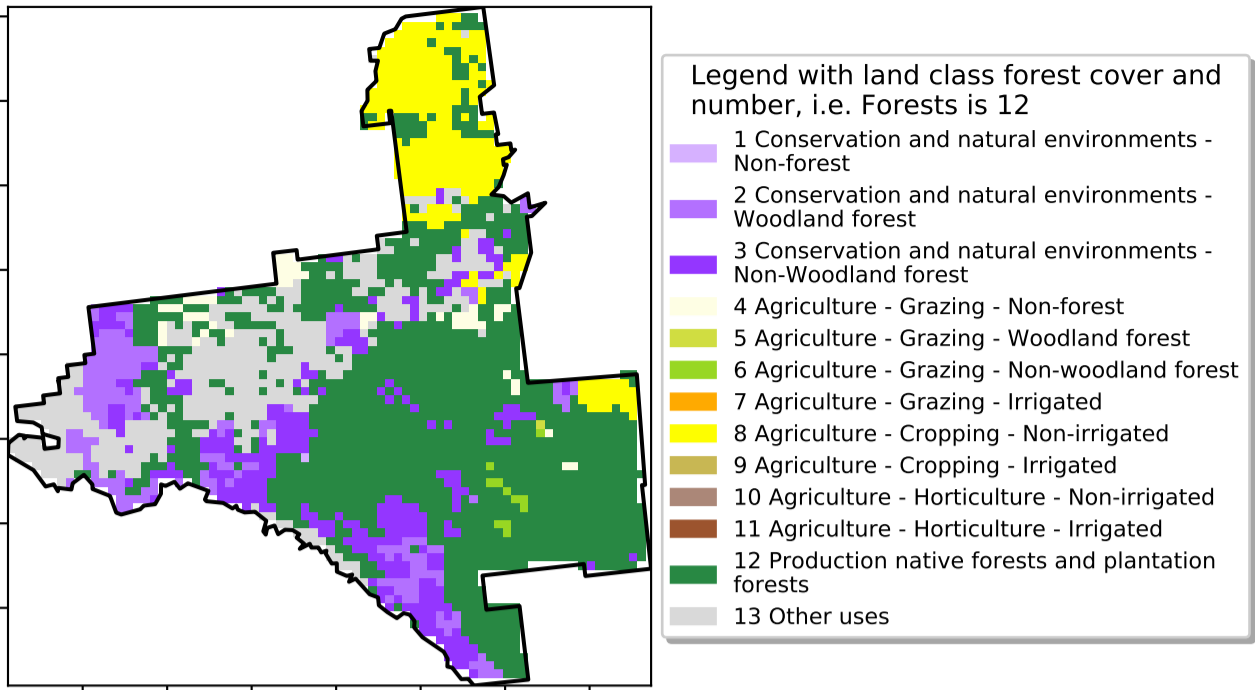 Legend with land class forest cover and
number, i.e. Forests is 12
1 Conservation and natural environments -
Non-forest
2 Conservation and natural environments -
Woodland forest
3 Conservation and natural environments -
Non-Woodland forest
4 Agriculture - Grazing - Non-forest
5 Agriculture - Grazing - Woodland forest
6 Agriculture - Grazing - Non-woodland forest
7 Agriculture - Grazing - Irrigated
8 Agriculture - Cropping - Non-irrigated
9 Agriculture - Cropping - Irrigated
10 Agriculture - Horticulture - Non-irrigated
11 Agriculture - Horticulture - Irrigated
12 Production native forests and plantation
forests
13 Other uses